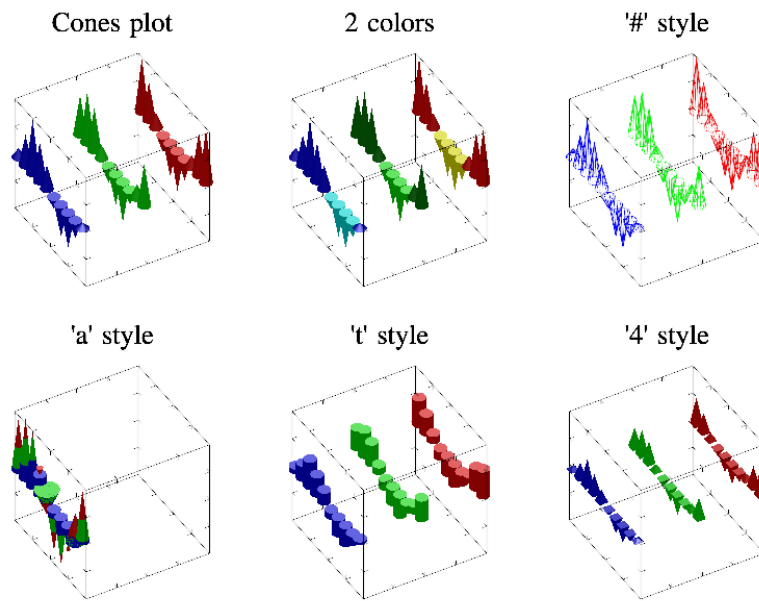 Cones plot
2 colors
'#' style
'a' style
't' style
'4' style